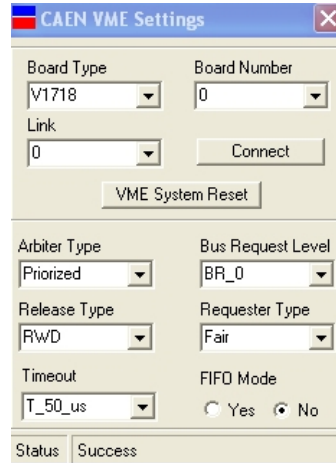 CAEN VME Settings
Board Type Board Number
V1718 0
Link
0 Connect
VME System Reset
Arbiter Type Bus Request Level
Priorized BR_0
Release Type Requester Type
RWD Fair
Timeout FIFO Mode
T_50_us Yes No
Status Success